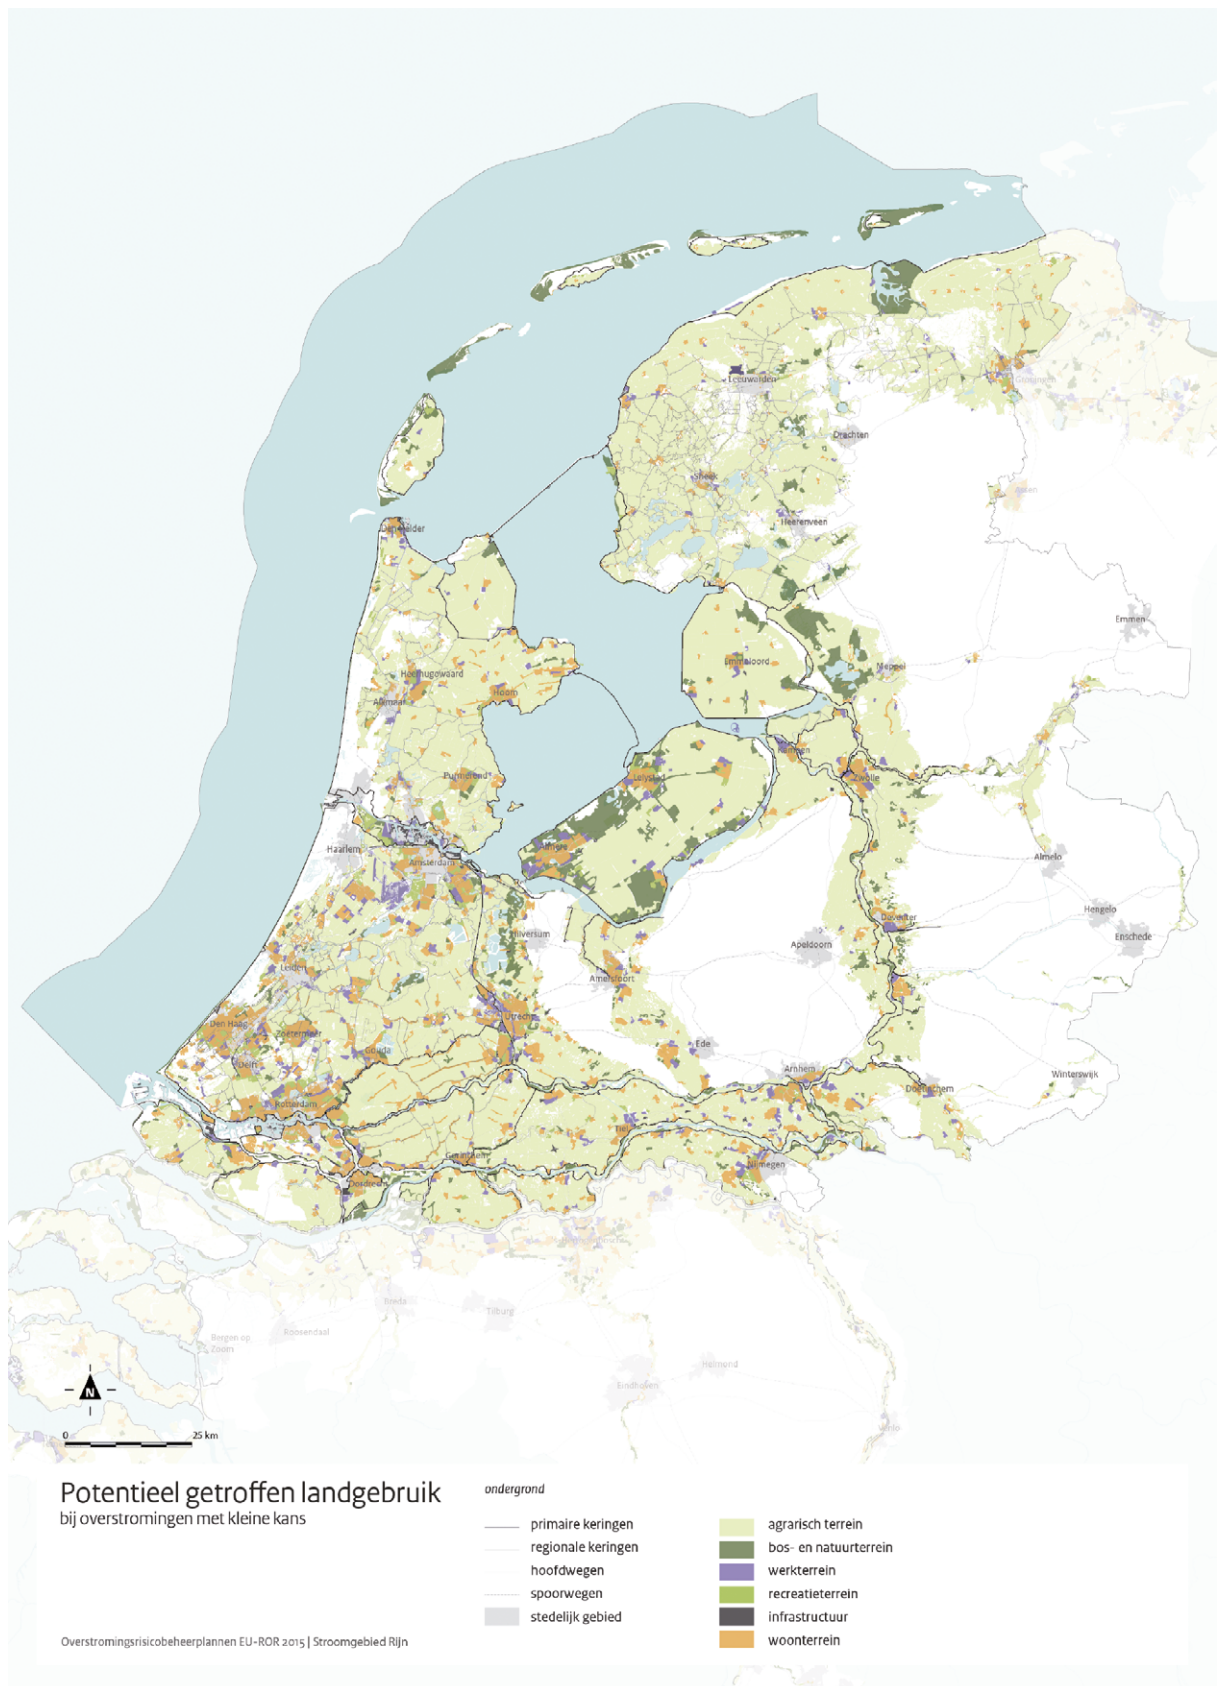 Leeuwarden
Groningen
Drachten
Assen
Sneek
Den Helder
Heerenveen
Emmen
Emmeloord
Meppel
Heerhugowaard
Hoorn
Alkmaar
Kampen
Purmerend
Lelystad
Zwolle
Haarlem
Almere
Amsterdam
Almelo
Hengelo
Deventer
Hilversum
Enschede
Apeldoorn
Leiden
Amersfoort
Utrecht
Den Haag
Zoetermeer
Gouda
Ede
Delft
Arnhem
Winterswijk
Doetinchem
Rotterdam
Tiel
Gorinchem
Nijmegen
Dordrecht
Breda
Tilburg
Roosendaal
Bergen op
Zoom
Helmond
Eindhoven
Venlo
N
0 25 km
Potentieel getroffen landgebruik
bij overstromingen met kleine kans
ondergrond
primaire keringen
regionale keringen
hoofdwegen
spoorwegen
stedelijk gebied
agrarisch terrein
bos- en natuurterrein
werkterrein
recreatieterrein
infrastructuur
woonterrein
Overstromingsrisicobeheerplannen EU-ROR 2015 | Stroomgebied Rijn